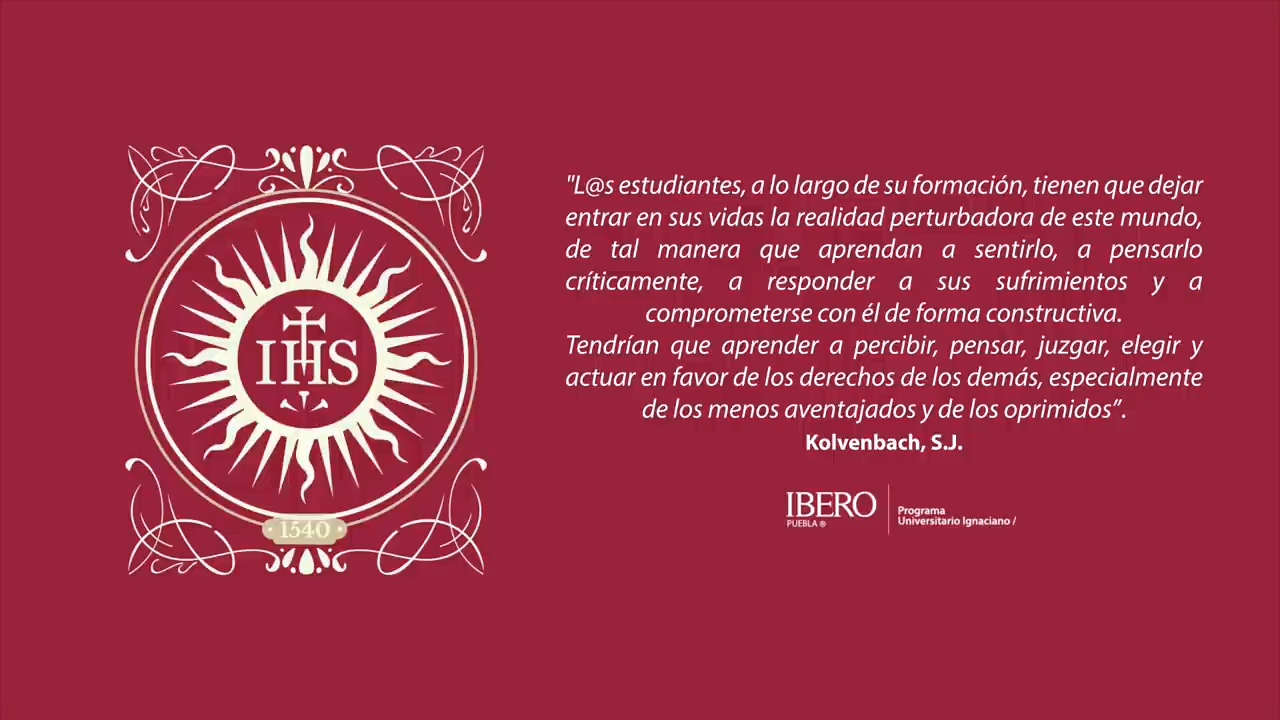 IHS
1540
"L@s estudiantes, a lo largo de su formación, tienen que dejar
entrar en sus vidas la realidad perturbadora de este mundo,
de tal manera que aprendan a sentirlo, a pensarlo
críticamente, a responder a sus sufrimientos y a
comprometerse con él de forma constructiva.
Tendrían que aprender a percibir, pensar, juzgar, elegir y
actuar en favor de los derechos de los demás, especialmente
de los menos aventajados y de los oprimidos”.
Kolvenbach, S.J.
IBERO
PUEBLA ®
Programa
Universitario Ignaciano /